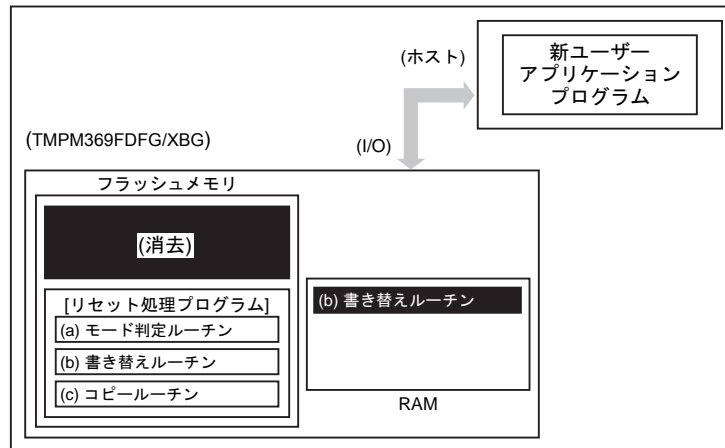 (ホスト)
新ユーザー
アプリケーション
プログラム
(TMPM369FDFG/XBG)
(I/O)
フラッシュメモリ
(消去)
[リセット処理プログラム]
(a) モード判定ルーチン
(b) 書き替えルーチン
(c) コピールーチン
(b) 書き替えルーチン
RAM